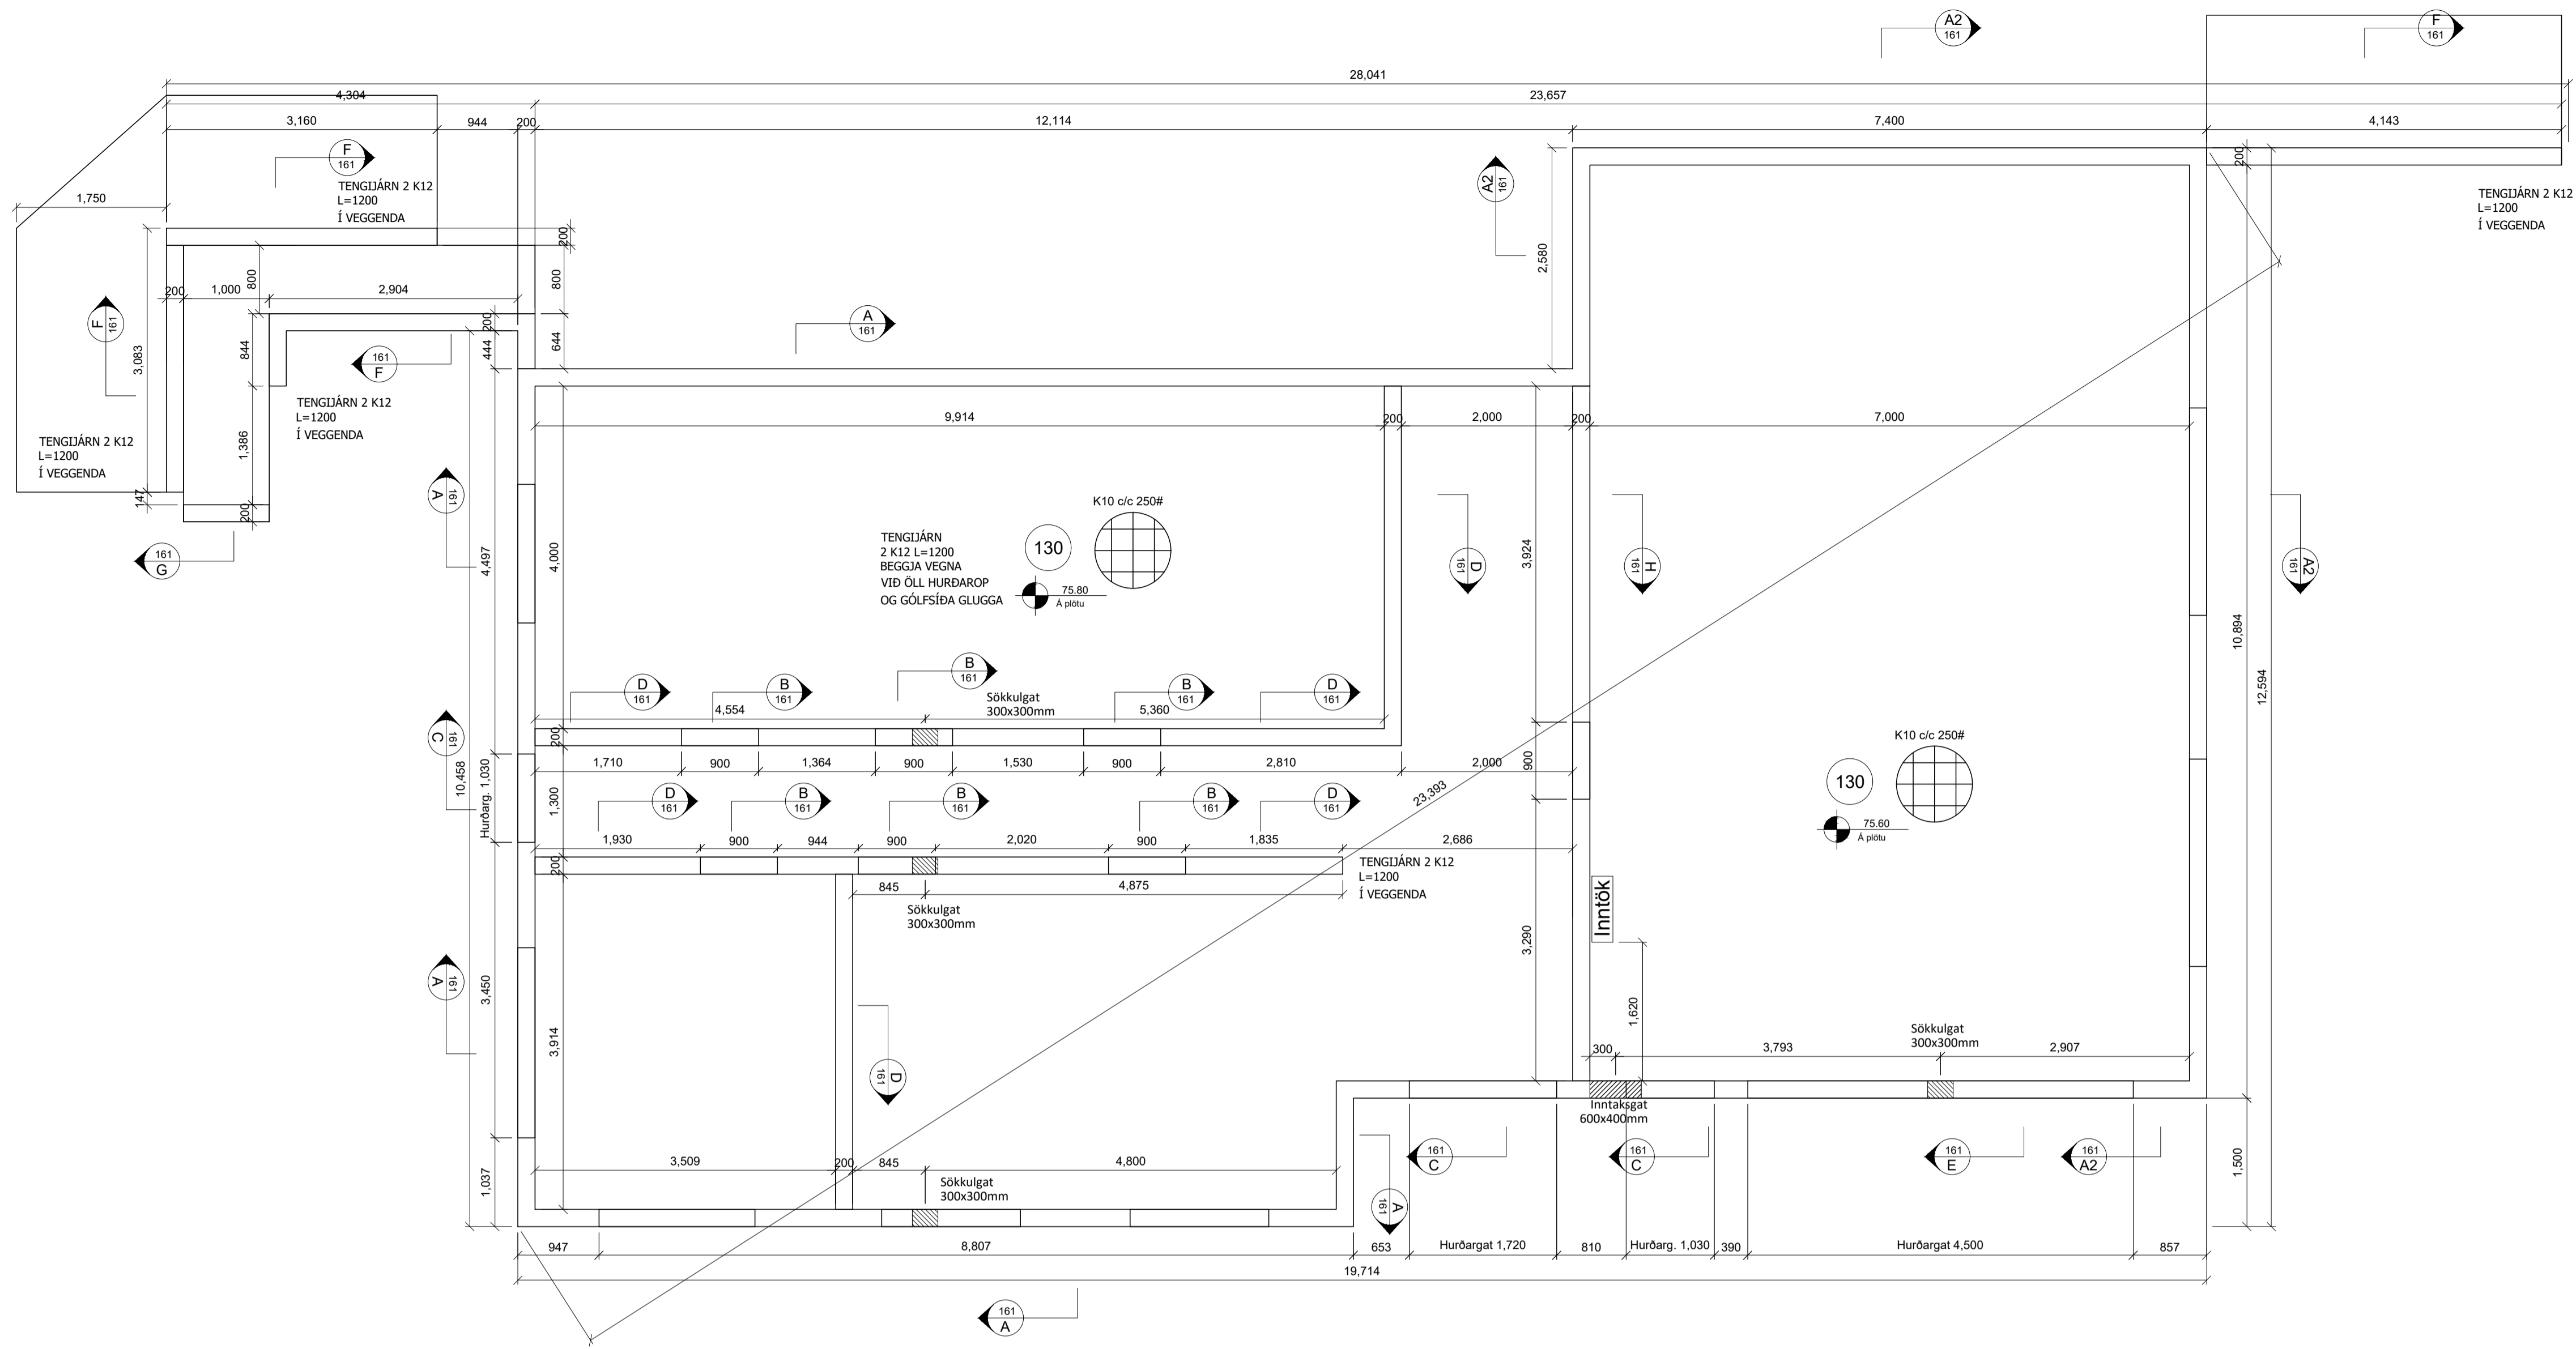 A2
161
F
161
28,041
4,304
23,657
3,160
944
200
12,114
7,400
4,143
F
161
TENGIJÁRN 2 K12
L=1200
Í VEGGENDA
A2
161
200
1,750
TENGIJÁRN 2 K12
L=1200
Í VEGGENDA
200
2,580
800
800
200
1,000
2,904
F
161
A
161
200
3,083
844
444
644
161
F
TENGIJÁRN 2 K12
L=1200
Í VEGGENDA
9,914
200
2,000
200
7,000
TENGIJÁRN 2 K12
L=1200
Í VEGGENDA
1,386
147
200
161
A
161
G
4,497
4,000
K10 c/c 250#
TENGIJÁRN
2 K12 L=1200
BEGGJA VEGNA
VIÐ ÖLL HURÐAROP
OG GÓLFSÍÐA GLUGGA
130
75.80
Á plötu
D
161
3,924
H
161
A2
161
10,894
12,594
B
161
D
161
B
161
B
161
D
161
Sökkulgat
300x300mm
4,554
5,360
161
C
200
1,710
900
1,364
900
1,530
900
2,810
2,000
900
K10 c/c 250#
130
75.60
Á plötu
10,458
Hurðarg. 1,030
1,300
D
161
B
161
B
161
B
161
D
161
23,393
1,930
900
944
900
2,020
900
1,835
2,686
200
TENGIJÁRN 2 K12
L=1200
Í VEGGENDA
845
4,875
Sökkulgat
300x300mm
Inntök
3,290
161
A
3,450
3,914
1,620
Sökkulgat
300x300mm
300
3,793
2,907
D
161
Inntaksgat
600x400mm
161
C
161
C
161
E
161
A2
1,500
1,037
3,509
200
845
4,800
Sökkulgat
300x300mm
A
161
947
8,807
653
Hurðargat 1,720
810
Hurðarg. 1,030
390
Hurðargat 4,500
857
19,714
161
A